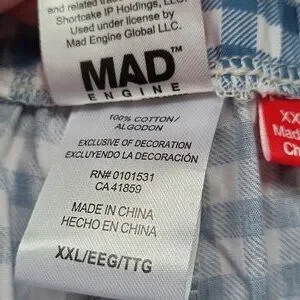 and related tra
Shortcake IP Holdings, LLC.
Used under license by
Mad Engine Global LLC.
MAD™
ENGINE
100% COTTON/
ALGODON
EXCLUSIVE OF DECORATION
EXCLUYENDO LA DECORACIÓN
RN# 0101531
CA 41859
MADE IN CHINA
HECHO EN CHINA
XXL/EEG/TTG
XX
Mad
Ch